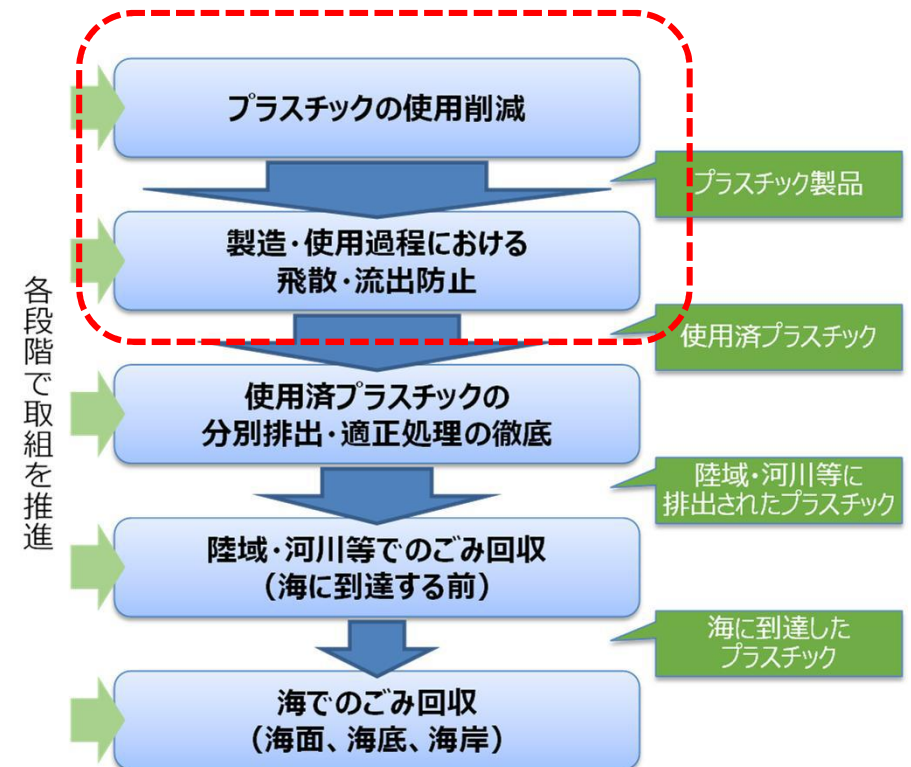 プラスチックの使用削減
プラスチック製品
製造・使用過程における
飛散・流出防止
使用済プラスチック
各段階で取組を推進
使用済プラスチックの
分別排出・適正処理の徹底
陸域・河川等に
排出されたプラスチック
陸域・河川等でのごみ回収
（海に到達する前）
海に到達した
プラスチック
海でのごみ回収
（海面、海底、海岸）